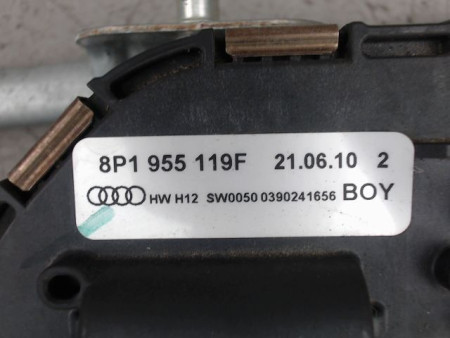 8P1 955 119F 21.06.10 2
HW H12 SW0050 0390241656 BOY